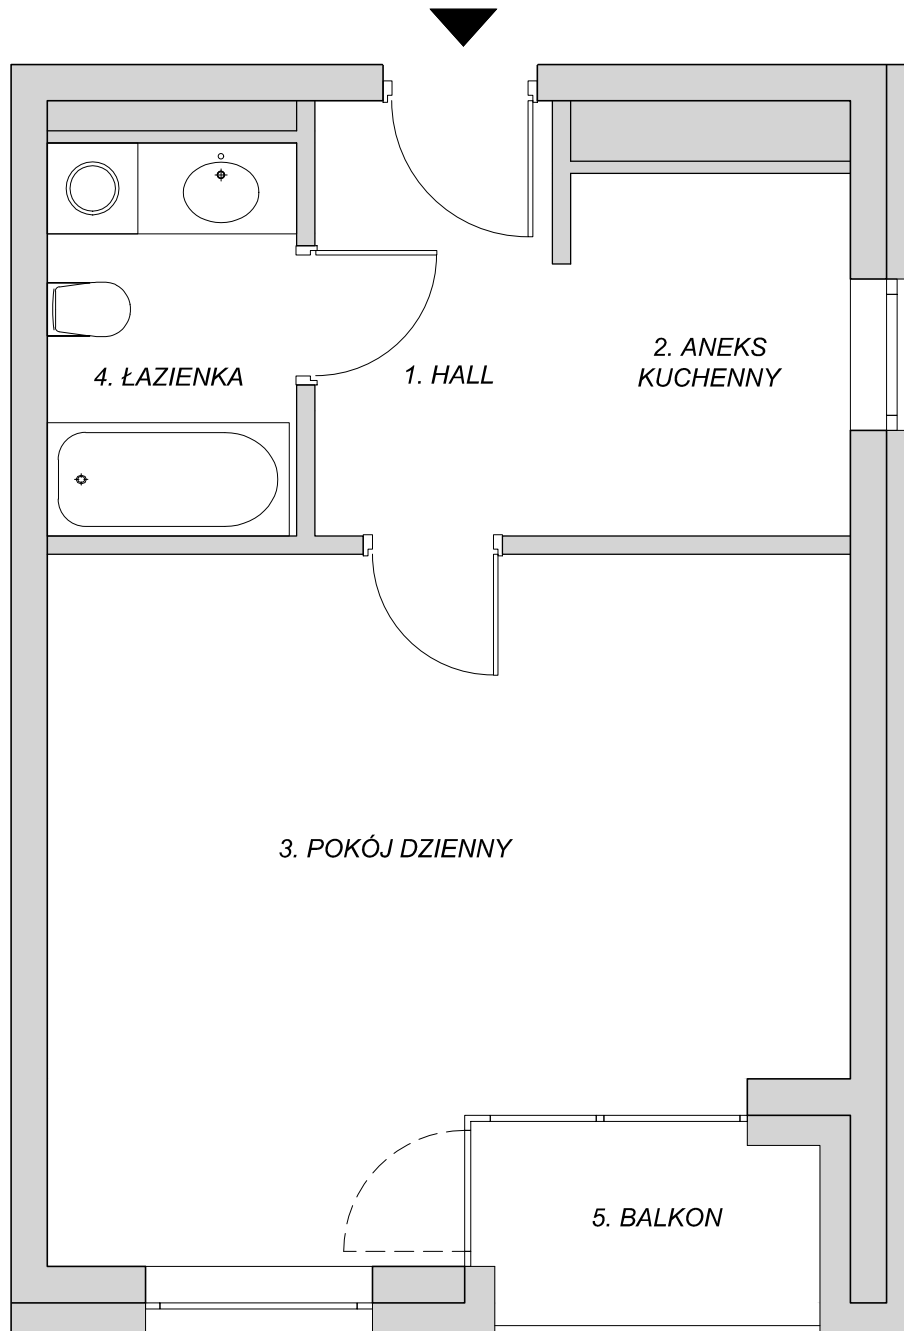 2. ANEKS
KUCHENNY
1. HALL
4. ŁAZIENKA
3. POKÓJ DZIENNY
5. BALKON